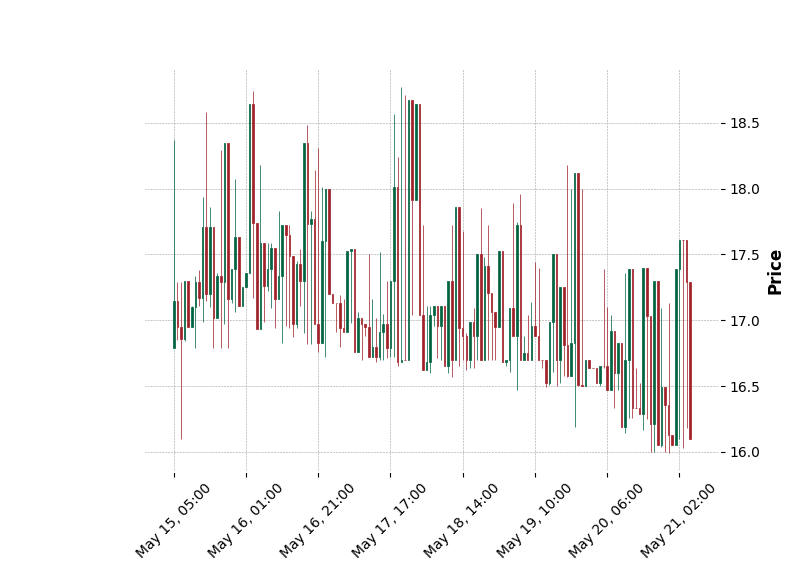 18.5
18.0
17.5
17.0
16.5
16.0
Price
May 15, 05:00
May 16, 01:00
May 16, 21:00
May 17, 17:00
May 18, 14:00
May 19, 10:00
May 20, 06:00
May 21, 02:00